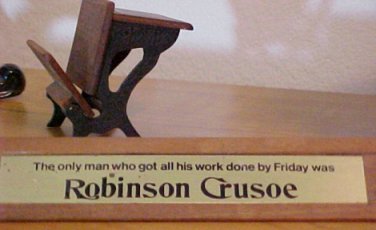 The only man who got all his work done by Friday was
Robinson Crusoe